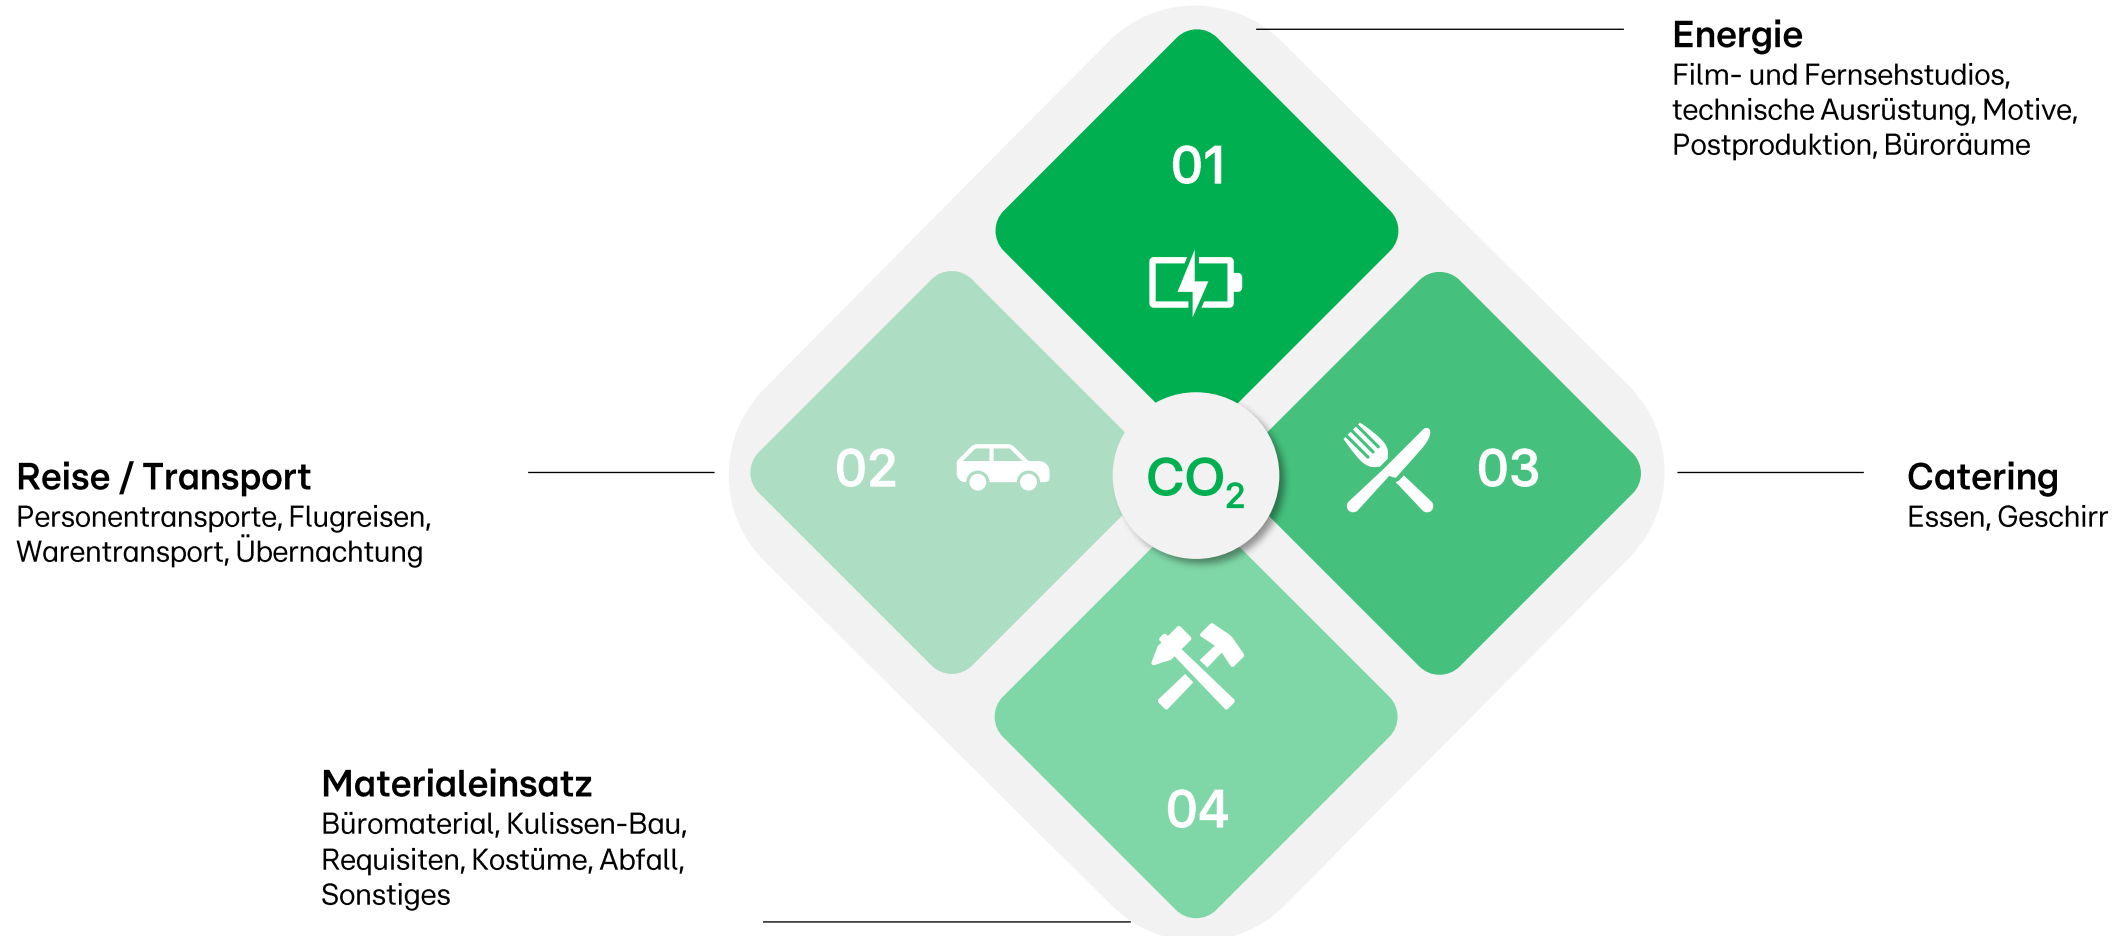 Energie
Film- und Fernsehstudios,
technische Ausrüstung, Motive,
Postproduktion, Büroräume
01
Reise / Transport
Personentransporte, Flugreisen,
Warentransport, Übernachtung
02
CO₂
03
Catering
Essen, Geschirr
Materialeinsatz
Büromaterial, Kulissen-Bau,
Requisiten, Kostüme, Abfall,
Sonstiges
04